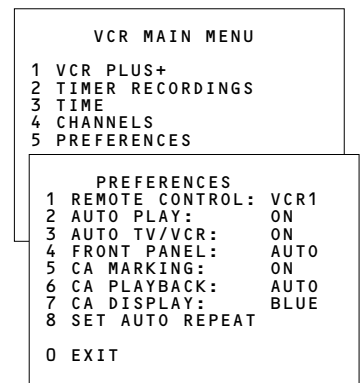 VCR MAIN MENU
1 VCR PLUS+
2 TIMER RECORDINGS
3 TIME
4 CHANNELS
5 PREFERENCES
PREFERENCES
1 REMOTE CONTROL: VCR1
2 AUTO PLAY: ON
3 AUTO TV/VCR: ON
4 FRONT PANEL: AUTO
5 CA MARKING: ON
6 CA PLAYBACK: AUTO
7 CA DISPLAY: BLUE
8 SET AUTO REPEAT
0 EXIT